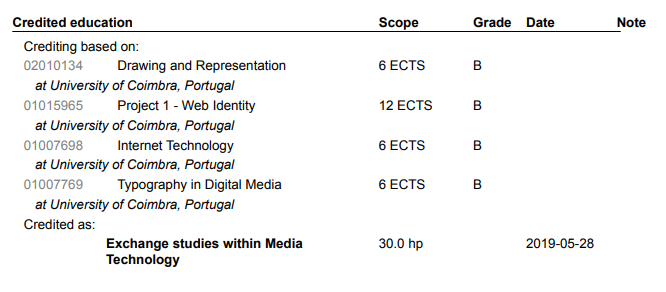 Credited education Scope Grade Date Note
Crediting based on:
02010134 Drawing and Representation 6 ECTS B
at University of Coimbra, Portugal
01015965 Project 1 - Web Identity 12 ECTS B
at University of Coimbra, Portugal
01007698 Internet Technology 6 ECTS B
at University of Coimbra, Portugal
01007769 Typography in Digital Media 6 ECTS B
at University of Coimbra, Portugal
Credited as:
Exchange studies within Media 30.0 hp 2019-05-28
Technology